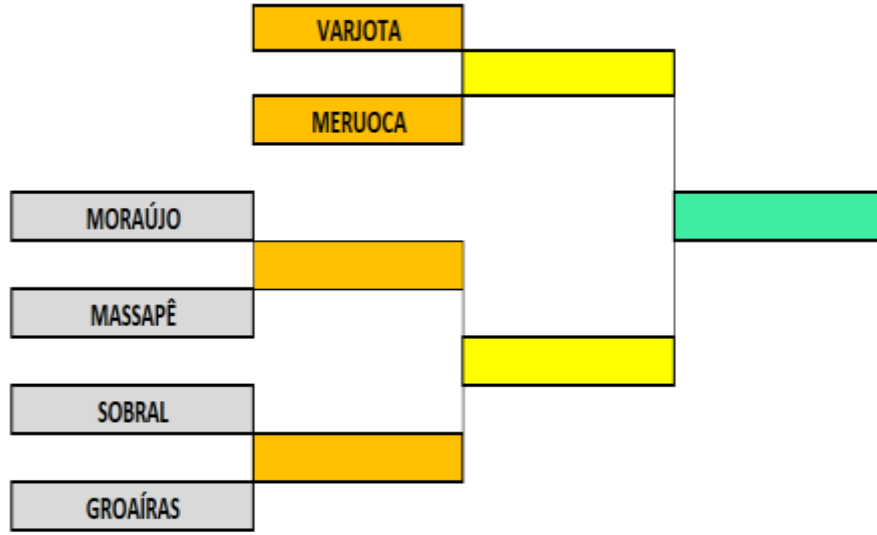 VARJOTA
MERUOCA
MORAÚJO
MASSAPÊ
SOBRAL
GROAÍRAS